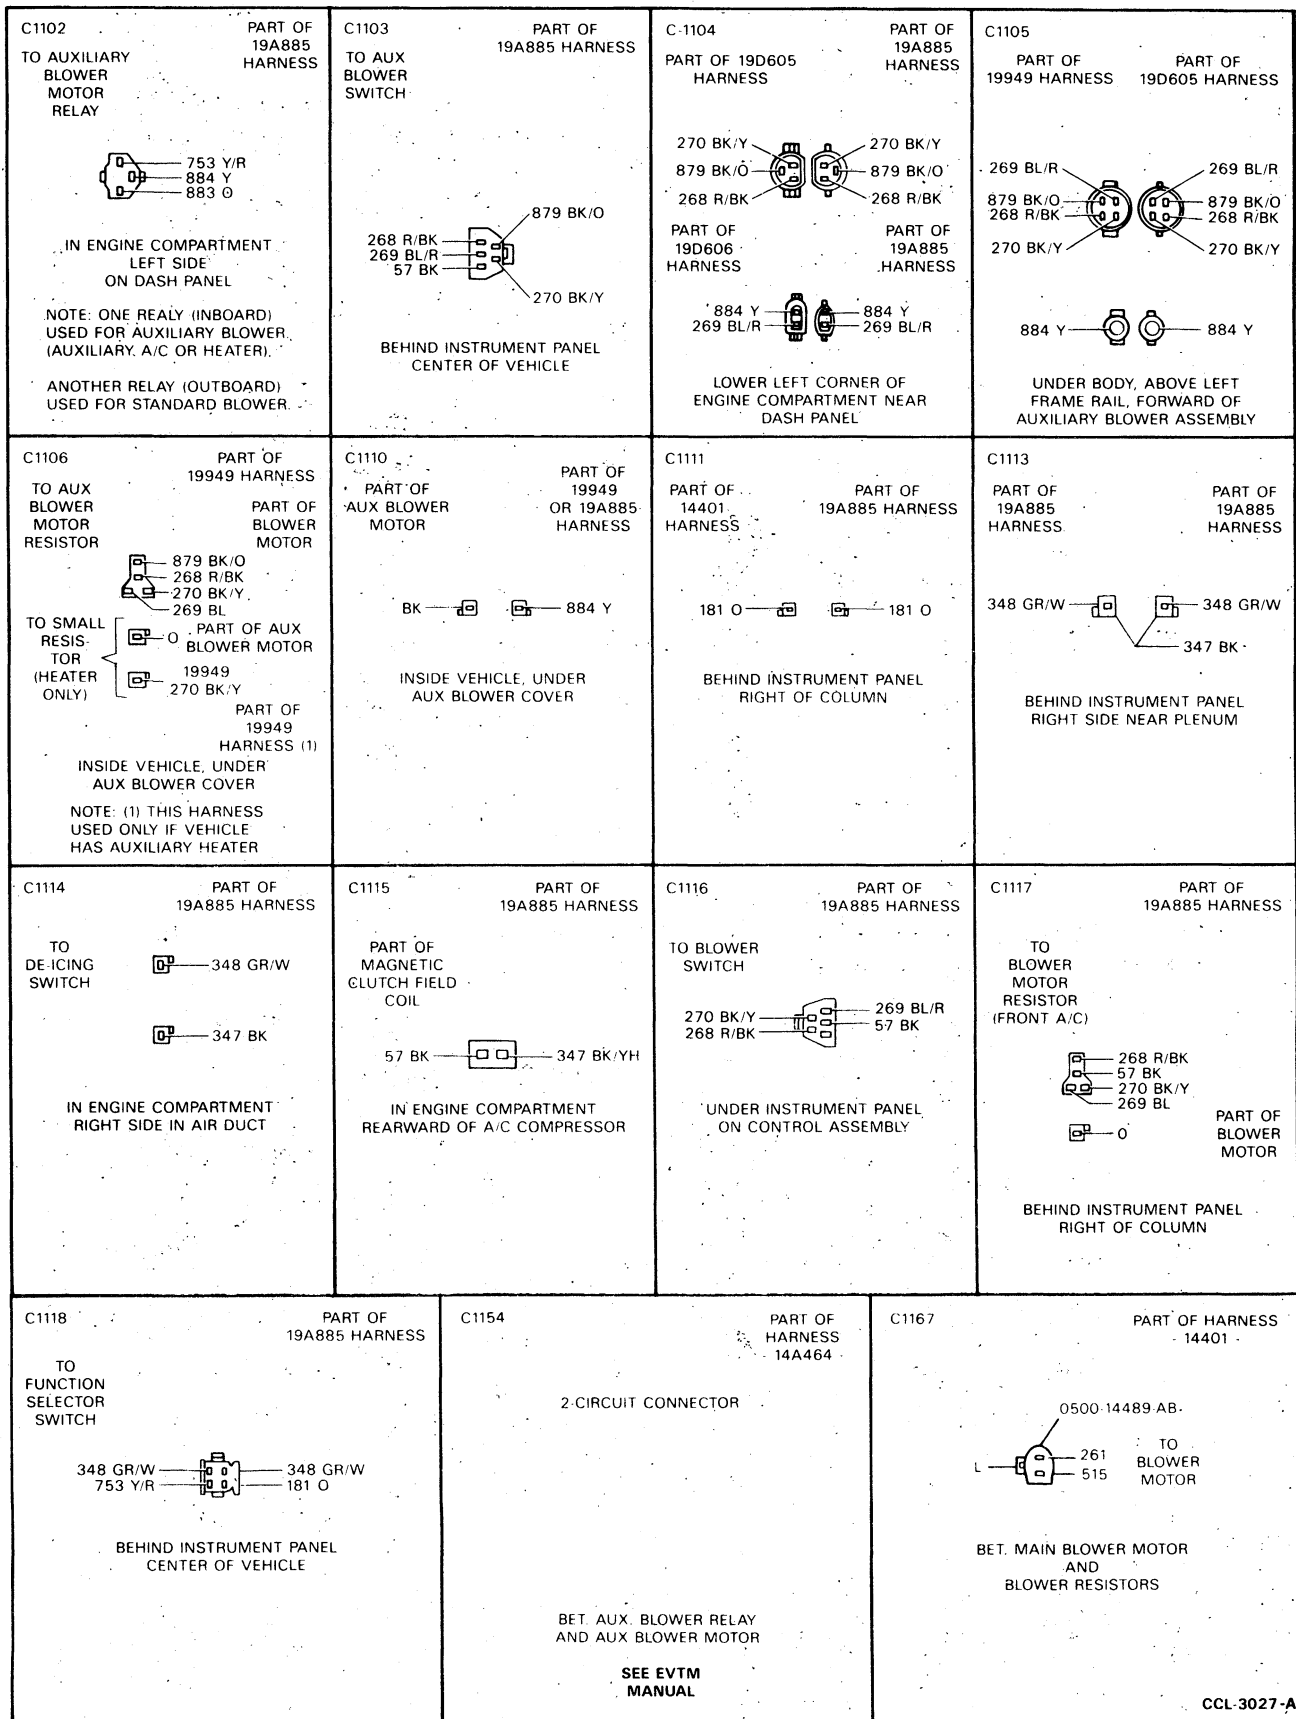 C1102
PART OF
19A885
HARNESS
TO AUXILIARY
BLOWER
MOTOR
RELAY
753 Y/R
884 Y
883 O
IN ENGINE COMPARTMENT
LEFT SIDE
ON DASH PANEL
NOTE: ONE REALY (INBOARD)
USED FOR AUXILIARY BLOWER.
(AUXILIARY A/C OR HEATER).
ANOTHER RELAY (OUTBOARD)
USED FOR STANDARD BLOWER.
C1103
PART OF
19A885 HARNESS
TO AUX
BLOWER
SWITCH
879 BK/O
268 R/BK
269 BL/R
57 BK
270 BK/Y
BEHIND INSTRUMENT PANEL
CENTER OF VEHICLE
C-1104
PART OF
19A885
HARNESS
PART OF 19D605
HARNESS
270 BK/Y 270 BK/Y
879 BK/O 879 BK/O
268 R/BK 268 R/BK
PART OF
19D606
HARNESS
PART OF
19A885
HARNESS
884 Y 884 Y
269 BL/R 269 BL/R
LOWER LEFT CORNER OF
ENGINE COMPARTMENT NEAR
DASH PANEL
C1105
PART OF
19949 HARNESS
PART OF
19D605 HARNESS
269 BL/R 269 BL/R
879 BK/O 879 BK/O
268 R/BK 268 R/BK
270 BK/Y 270 BK/Y
884 Y 884 Y
UNDER BODY, ABOVE LEFT
FRAME RAIL, FORWARD OF
AUXILIARY BLOWER ASSEMBLY
C1106
PART OF
19949 HARNESS
TO AUX
BLOWER
MOTOR
RESISTOR
PART OF
BLOWER
MOTOR
879 BK/O
268 R/BK
270 BK/Y
269 BL
TO SMALL
RESIS-
TOR
(HEATER
ONLY)
O PART OF AUX
BLOWER MOTOR
19949
270 BK/Y
PART OF
19949
HARNESS (1)
INSIDE VEHICLE, UNDER
AUX BLOWER COVER
NOTE: (1) THIS HARNESS
USED ONLY IF VEHICLE
HAS AUXILIARY HEATER
C1110
PART OF
AUX BLOWER
MOTOR
PART OF
19949
OR 19A885
HARNESS
BK 884 Y
INSIDE VEHICLE, UNDER
AUX BLOWER COVER
C1111
PART OF
14401
HARNESS
PART OF
19A885 HARNESS
181 O 181 O
BEHIND INSTRUMENT PANEL
RIGHT OF COLUMN
C1113
PART OF
19A885
HARNESS
PART OF
19A885
HARNESS
348 GR/W 348 GR/W
347 BK
BEHIND INSTRUMENT PANEL
RIGHT SIDE NEAR PLENUM
C1114
PART OF
19A885 HARNESS
TO
DE-ICING
SWITCH
348 GR/W
347 BK
IN ENGINE COMPARTMENT
RIGHT SIDE IN AIR DUCT
C1115
PART OF
19A885 HARNESS
PART OF
MAGNETIC
CLUTCH FIELD
COIL
57 BK 347 BK/YH
IN ENGINE COMPARTMENT
REARWARD OF A/C COMPRESSOR
C1116
PART OF
19A885 HARNESS
TO BLOWER
SWITCH
270 BK/Y 269 BL/R
268 R/BK 57 BK
UNDER INSTRUMENT PANEL
ON CONTROL ASSEMBLY
C1117
PART OF
19A885 HARNESS
TO
BLOWER
MOTOR
RESISTOR
(FRONT A/C)
268 R/BK
57 BK
270 BK/Y
269 BL
O
PART OF
BLOWER
MOTOR
BEHIND INSTRUMENT PANEL
RIGHT OF COLUMN
C1118
PART OF
19A885 HARNESS
TO
FUNCTION
SELECTOR
SWITCH
348 GR/W 348 GR/W
753 Y/R 181 O
BEHIND INSTRUMENT PANEL
CENTER OF VEHICLE
C1154
PART OF
HARNESS
14A464
2-CIRCUIT CONNECTOR
BET. AUX. BLOWER RELAY
AND AUX BLOWER MOTOR
SEE EVTM
MANUAL
C1167
PART OF HARNESS
14401
0500-14489-AB
L
261
515
TO
BLOWER
MOTOR
BET. MAIN BLOWER MOTOR
AND
BLOWER RESISTORS
CCL-3027-A